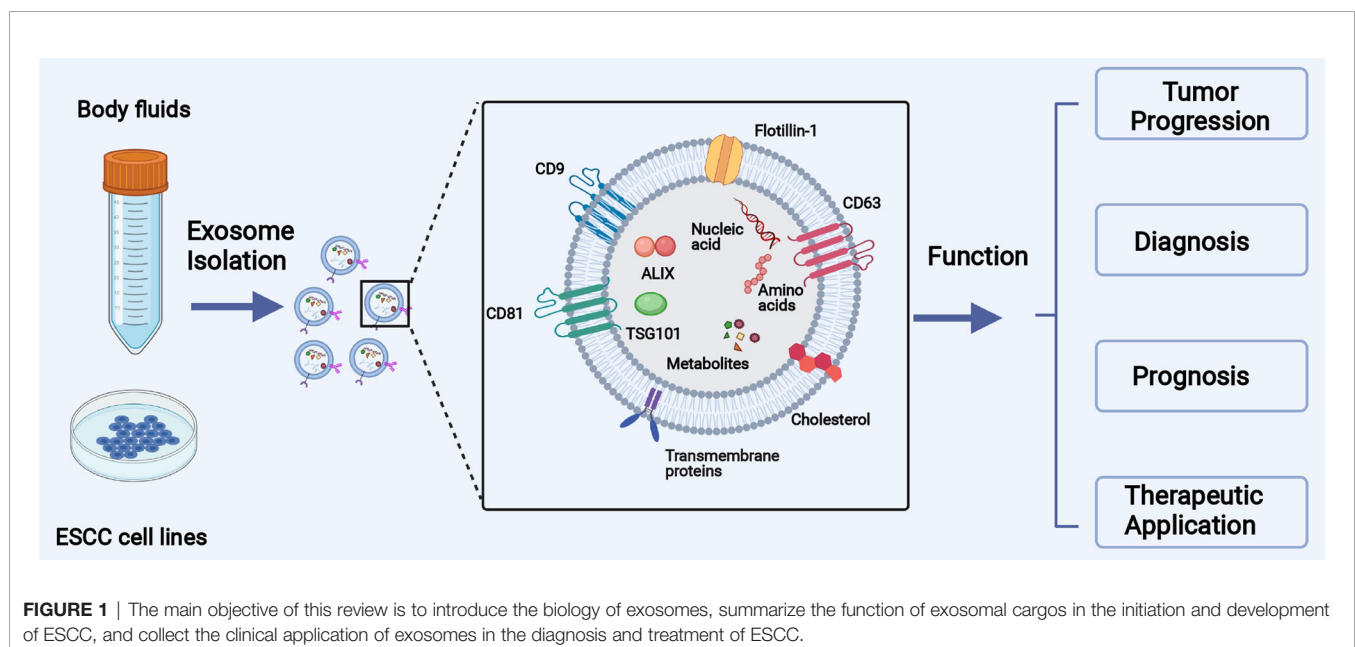 Body fluids
Exosome
Isolation
ESCC cell lines
Flotillin-1
CD9
CD63
Nucleic
acid
ALIX
Amino
acids
CD81
TSG101
Metabolites
Cholesterol
Transmembrane
proteins
Function
Tumor
Progression
Diagnosis
Prognosis
Therapeutic
Application
FIGURE 1 | The main objective of this review is to introduce the biology of exosomes, summarize the function of exosomal cargos in the initiation and development
of ESCC, and collect the clinical application of exosomes in the diagnosis and treatment of ESCC.